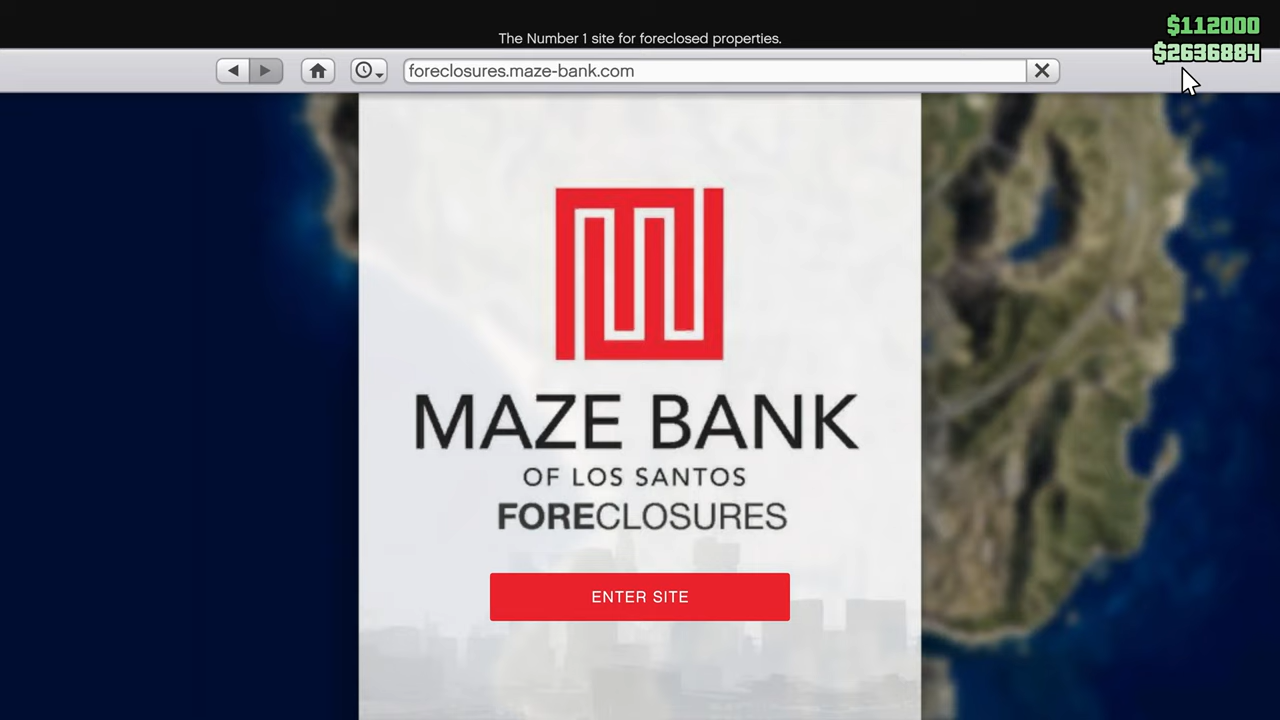 $112000
The Number 1 site for foreclosed properties.
$2636884
foreclosures.maze-bank.com
MAZE BANK
OF LOS SANTOS
FORECLOSURES
ENTER SITE